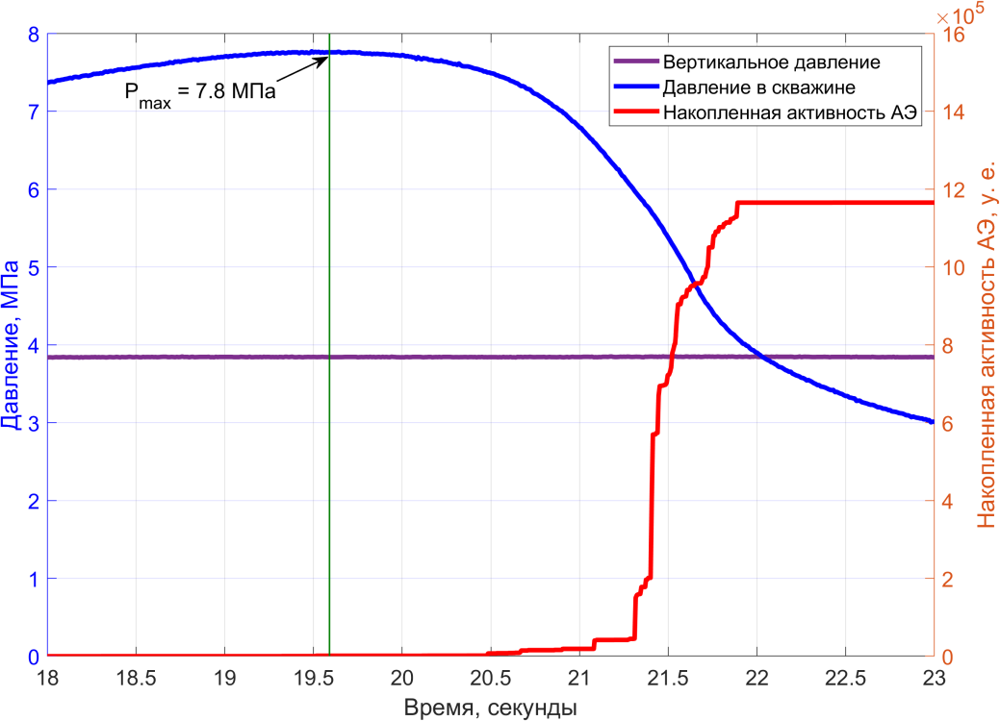 ×10⁵
8
7
6
5
4
3
2
1
0
Давление, МПа
P_max = 7.8 МПа
Вертикальное давление
Давление в скважине
Накопленная активность АЭ
16
14
12
10
8
6
4
2
0
Накопленная активность АЭ, у. е.
18 18.5 19 19.5 20 20.5 21 21.5 22 22.5 23
Время, секунды